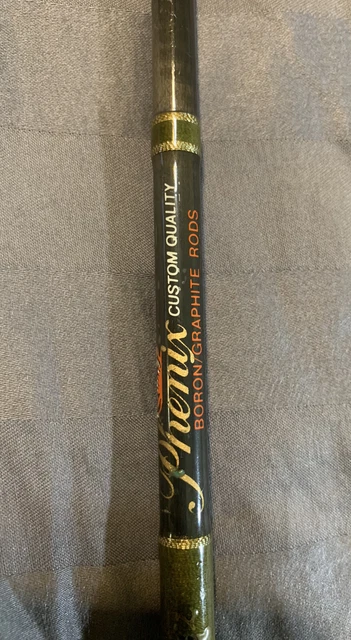 Phenix CUSTOM QUALITY
BORON/GRAPHITE RODS